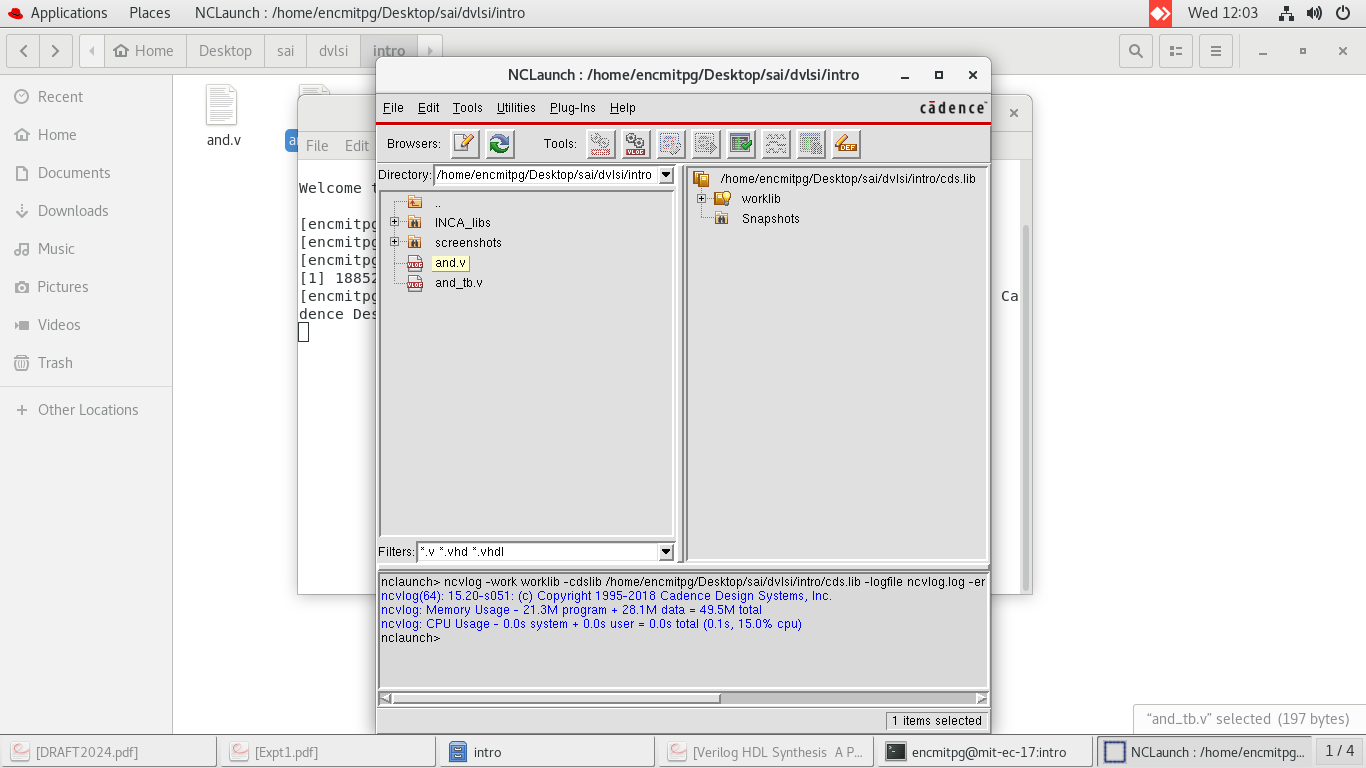 Applications Places NCLaunch : /home/encmitpg/Desktop/sai/dvlsi/intro Wed 12:03
Home Desktop sai dvlsi intro
NCLaunch : /home/encmitpg/Desktop/sai/dvlsi/intro
File Edit Tools Utilities Plug-Ins Help cādence
Browsers: Tools: VLOG DEF
Directory: /home/encmitpg/Desktop/sai/dvlsi/intro
..
INCA_libs
screenshots
and.v
and_tb.v
/home/encmitpg/Desktop/sai/dvlsi/intro/cds.lib
worklib
Snapshots
Filters: *.v *.vhd *.vhdl
nclaunch> ncvlog -work worklib -cdslib /home/encmitpg/Desktop/sai/dvlsi/intro/cds.lib -logfile ncvlog.log -er
ncvlog(64): 15.20-s051: (c) Copyright 1995-2018 Cadence Design Systems, Inc.
ncvlog: Memory Usage - 21.3M program + 28.1M data = 49.5M total
ncvlog: CPU Usage - 0.0s system + 0.0s user = 0.0s total (0.1s, 15.0% cpu)
nclaunch>
1 items selected
Recent
Home
Documents
Downloads
Music
Pictures
Videos
Trash
Other Locations
and.v
File Edit
Welcome t
[encmitpg
[encmitpg
[encmitpg
[1] 18852
[encmitpg Ca
dence Des
"and_tb.v" selected (197 bytes)
[DRAFT2024.pdf] [Expt1.pdf] intro [Verilog HDL Synthesis A P... encmitpg@mit-ec-17:intro NCLaunch : /home/encmitpg... 1 / 4